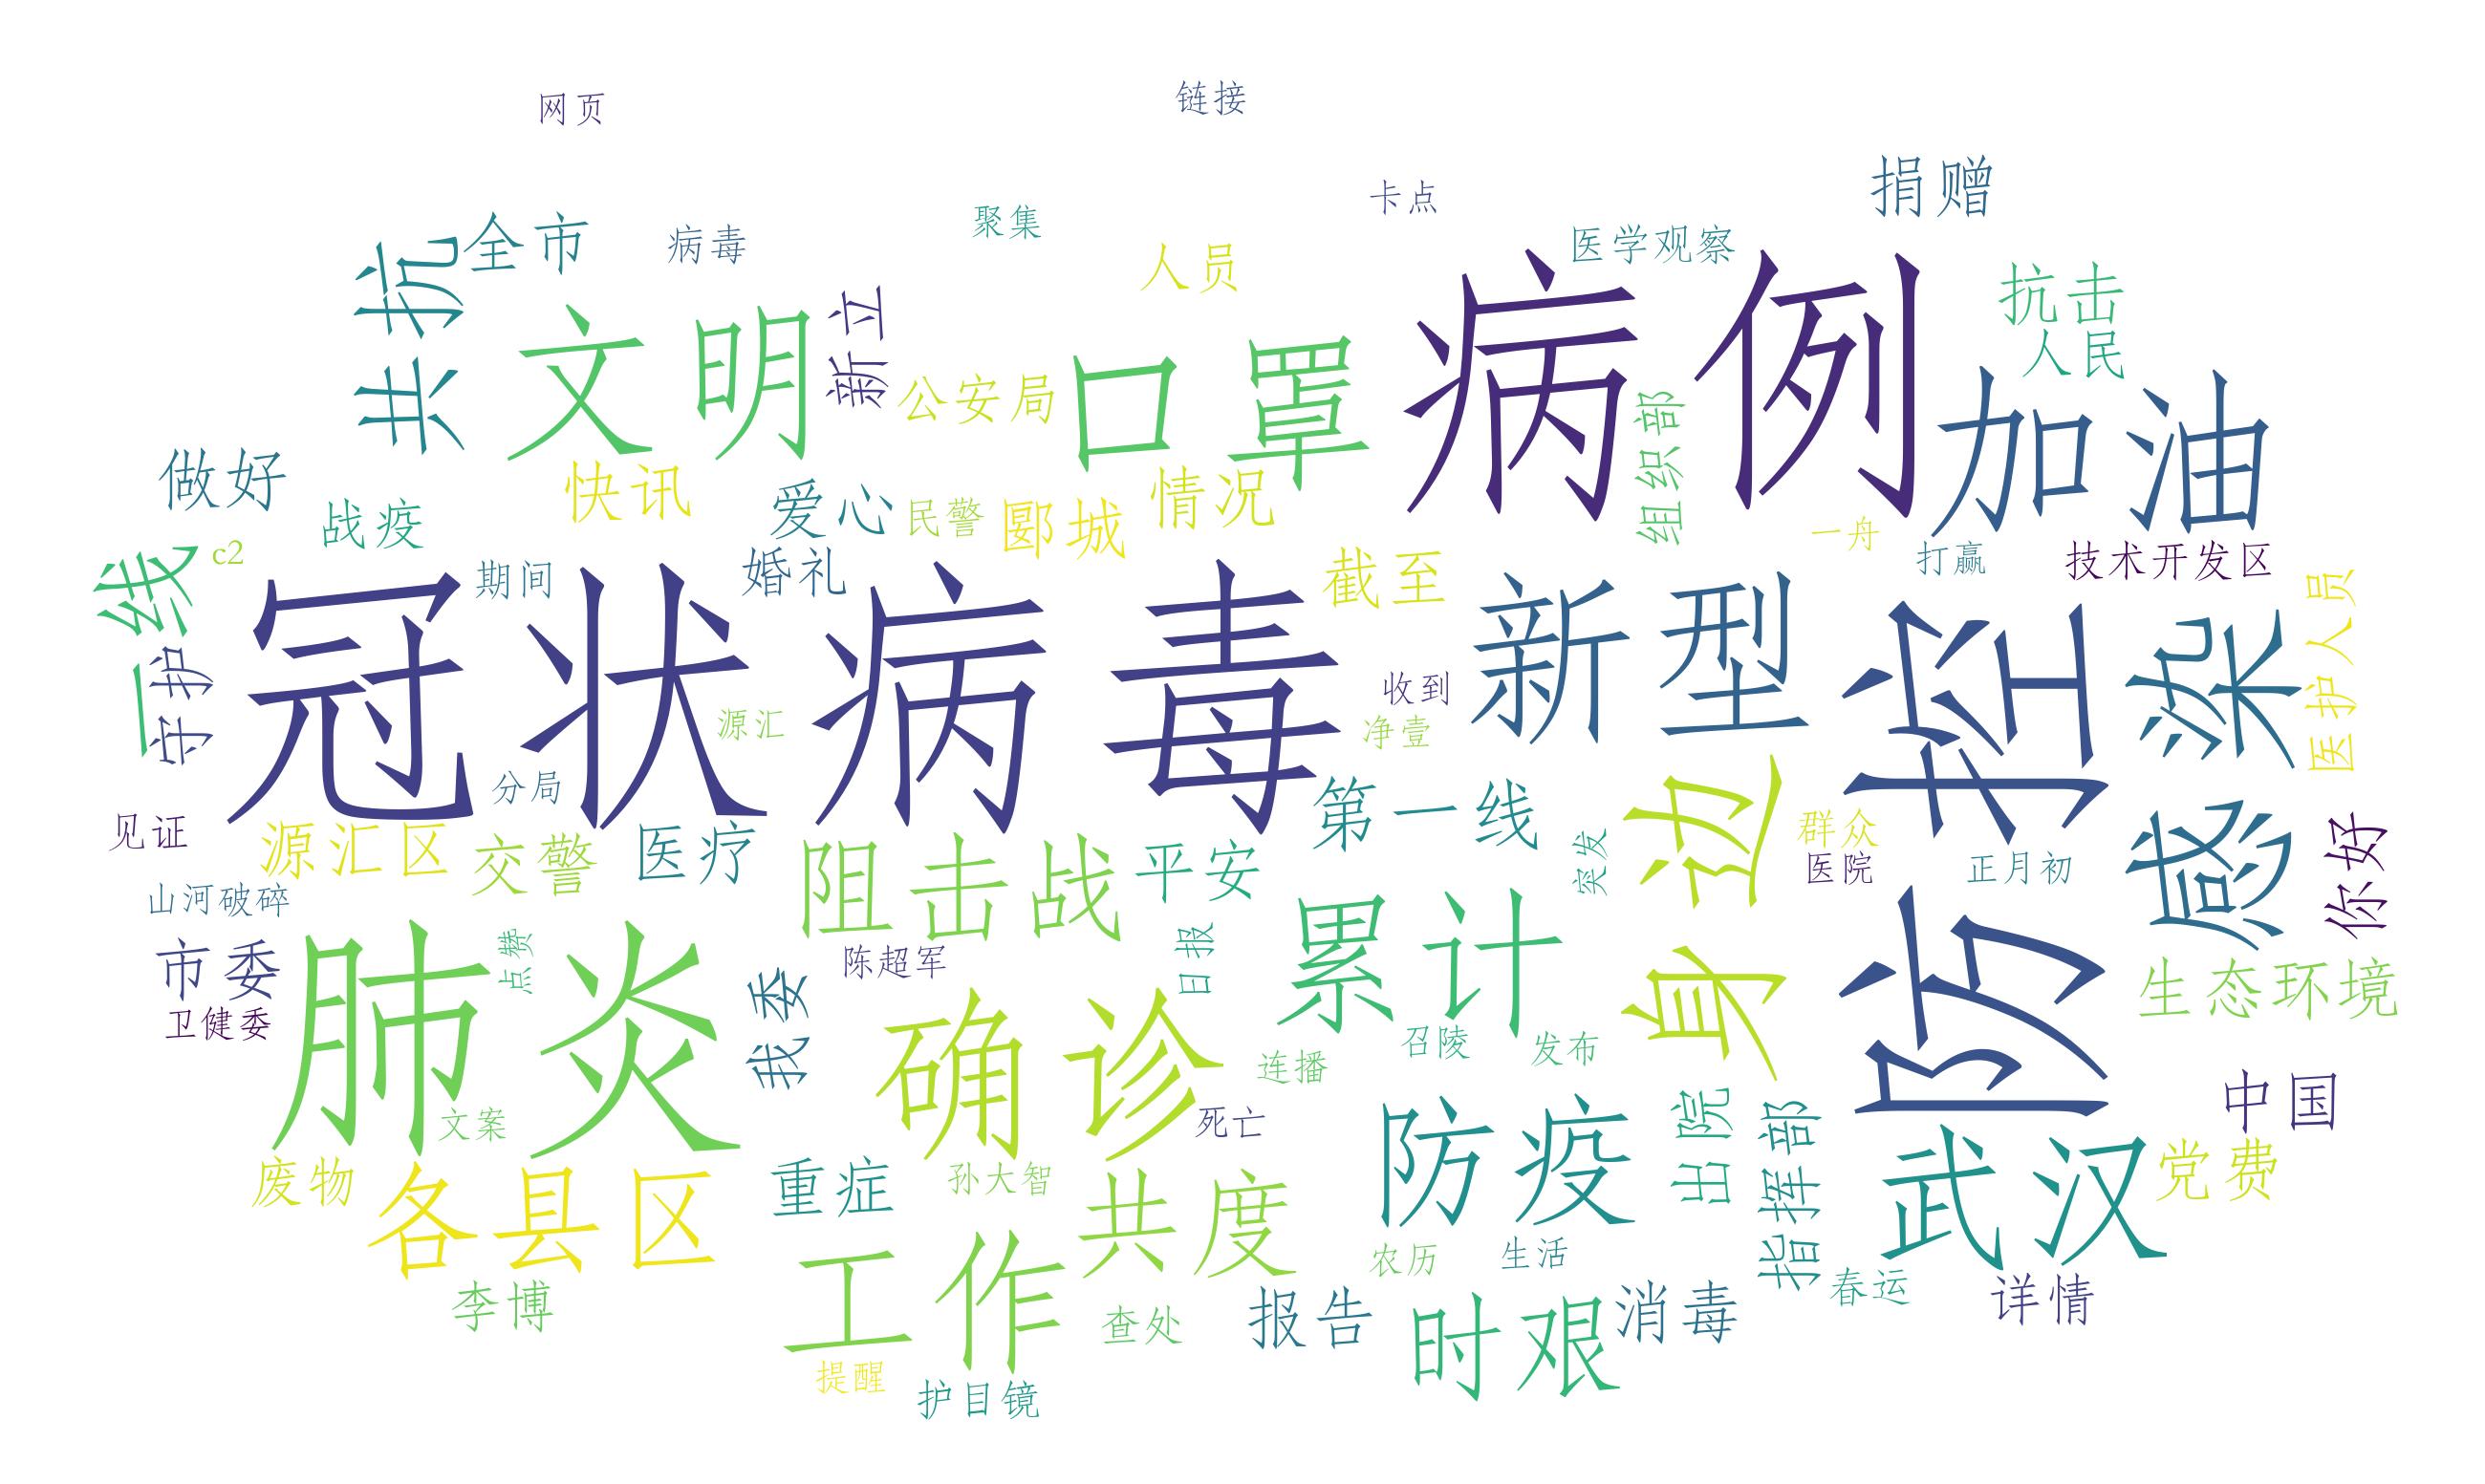 网页
链接
捐赠
卡点
聚集
全市
病毒
人员
医学观察
共抗
文明
新立
口罩
病例
抗击
人民
公安局
组织部
加油
做好
战疫
快讯
爱心
民警
郾城
情况
一舟
打赢
技术开发区
一线
c2
期间
婚礼
截至
医护人员
守护
冠状病毒
新型
防控
感染
源汇
收到
净壹
分局
见证
源汇区
交警
医疗
阻击战
平安
第一线
突发
群众
医院
正月初
你好
山河破碎
市委
卫健委
肺炎
点赞
陈超军
我委
确诊
日报
累计
召陵
发布
连播
生态环境
中国
文案
死亡
防疫
出院
指挥部
武汉
党费
废物
各县区
重症
孙大智
共度
农历
生活
春运
详情
李博
工作
查处
报告
时艰
消毒
提醒
护目镜